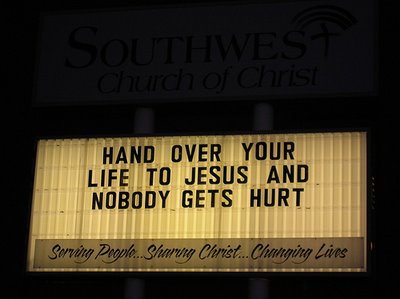 SOUTHWEST
Church of Christ
HAND OVER YOUR
LIFE TO JESUS AND
NOBODY GETS HURT
Serving People...Sharing Christ...Changing Lives